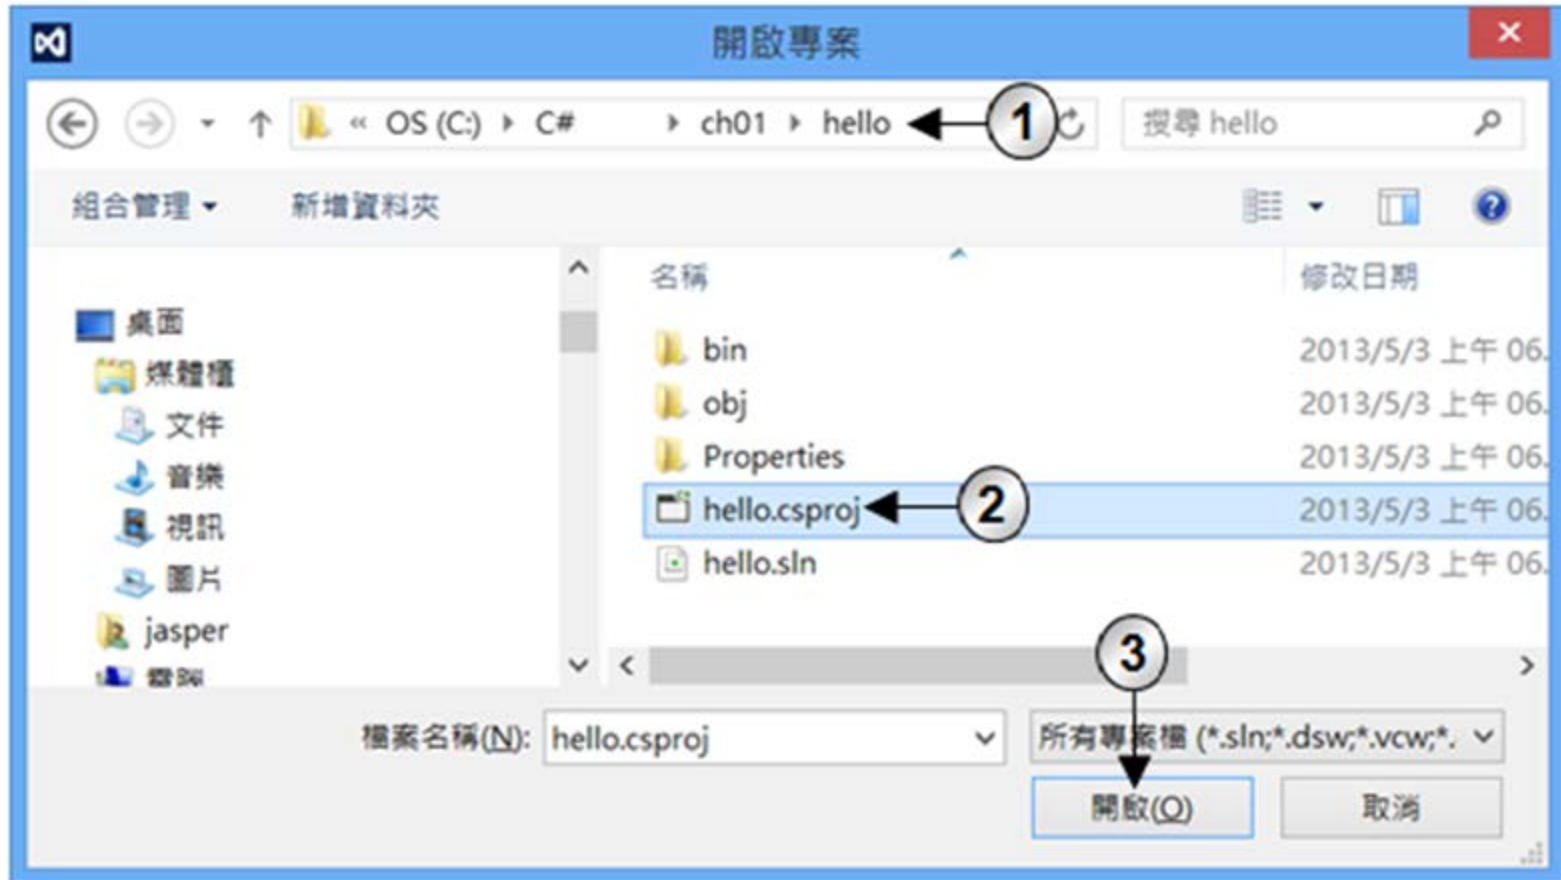 開啟專案
« OS (C:) ▸ C# ▸ ch01 ▸ hello 1 搜尋 hello
組合管理 新增資料夾
名稱 修改日期
桌面
媒體櫃
文件
音樂
視訊
圖片
jasper
電腦
bin 2013/5/3 上午 06.
obj 2013/5/3 上午 06.
Properties 2013/5/3 上午 06.
hello.csproj 2 2013/5/3 上午 06.
hello.sln 2013/5/3 上午 06.
3
檔案名稱(N): hello.csproj 所有專案檔 (*.sln;*.dsw;*.vcw;*.
開啟(O) 取消